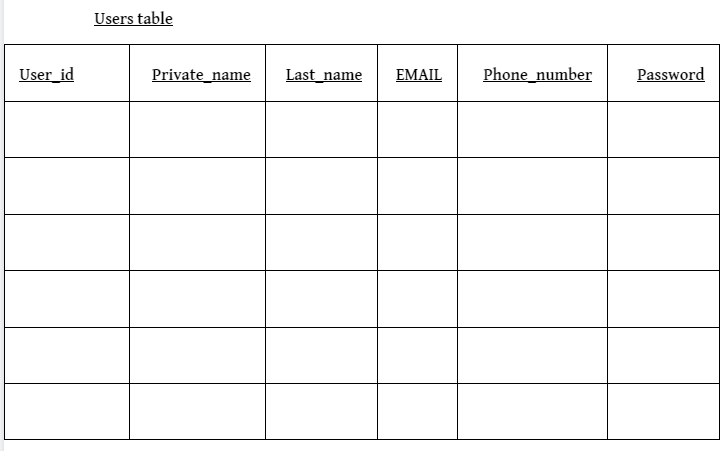 Users table
User_id Private_name Last_name EMAIL Phone_number Password